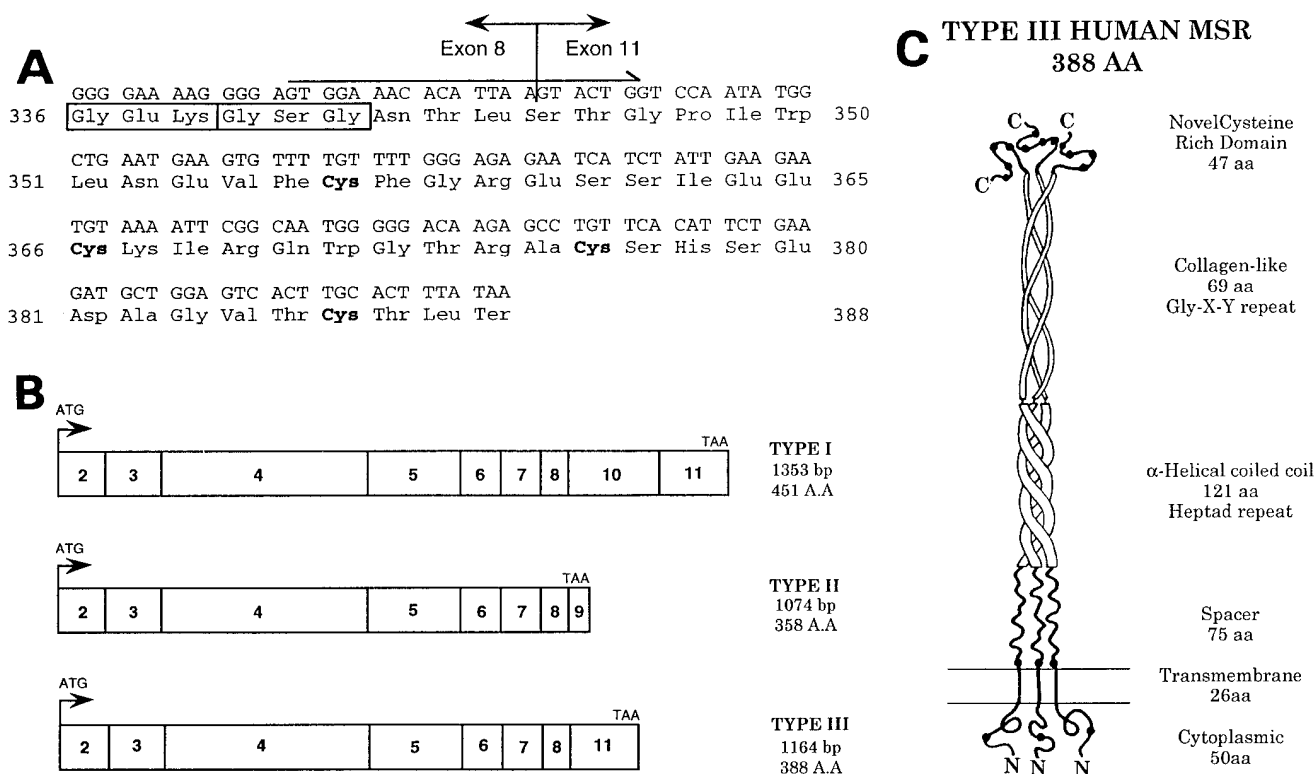 A
Exon 8 Exon 11
GGG GAA AAG GGG AGT GGA AAC ACA TTA AGT ACT GGT CCA ATA TGG
336 Gly Glu Lys Gly Ser Gly Asn Thr Leu Ser Thr Gly Pro Ile Trp 350
CTG AAT GAA GTG TTT TGT TTT GGG AGA GAA TCA TCT ATT GAA GAA
351 Leu Asn Glu Val Phe Cys Phe Gly Arg Glu Ser Ser Ile Glu Glu 365
TGT AAA ATT CGG CAA TGG GGG ACA AGA GCC TGT TCA CAT TCT GAA
366 Cys Lys Ile Arg Gln Trp Gly Thr Arg Ala Cys Ser His Ser Glu 380
GAT GCT GGA GTC ACT TGC ACT TTA TAA
381 Asp Ala Gly Val Thr Cys Thr Leu Ter 388
B
ATG
TAA
2 3 4 5 6 7 8 10 11
TYPE I
1353 bp
451 A.A
ATG
TAA
2 3 4 5 6 7 8 9
TYPE II
1074 bp
358 A.A
ATG
TAA
2 3 4 5 6 7 8 11
TYPE III
1164 bp
388 A.A
C
TYPE III HUMAN MSR
388 AA
C C
C
NovelCysteine
Rich Domain
47 aa
Collagen-like
69 aa
Gly-X-Y repeat
α-Helical coiled coil
121 aa
Heptad repeat
Spacer
75 aa
Transmembrane
26aa
Cytoplasmic
50aa
N N N